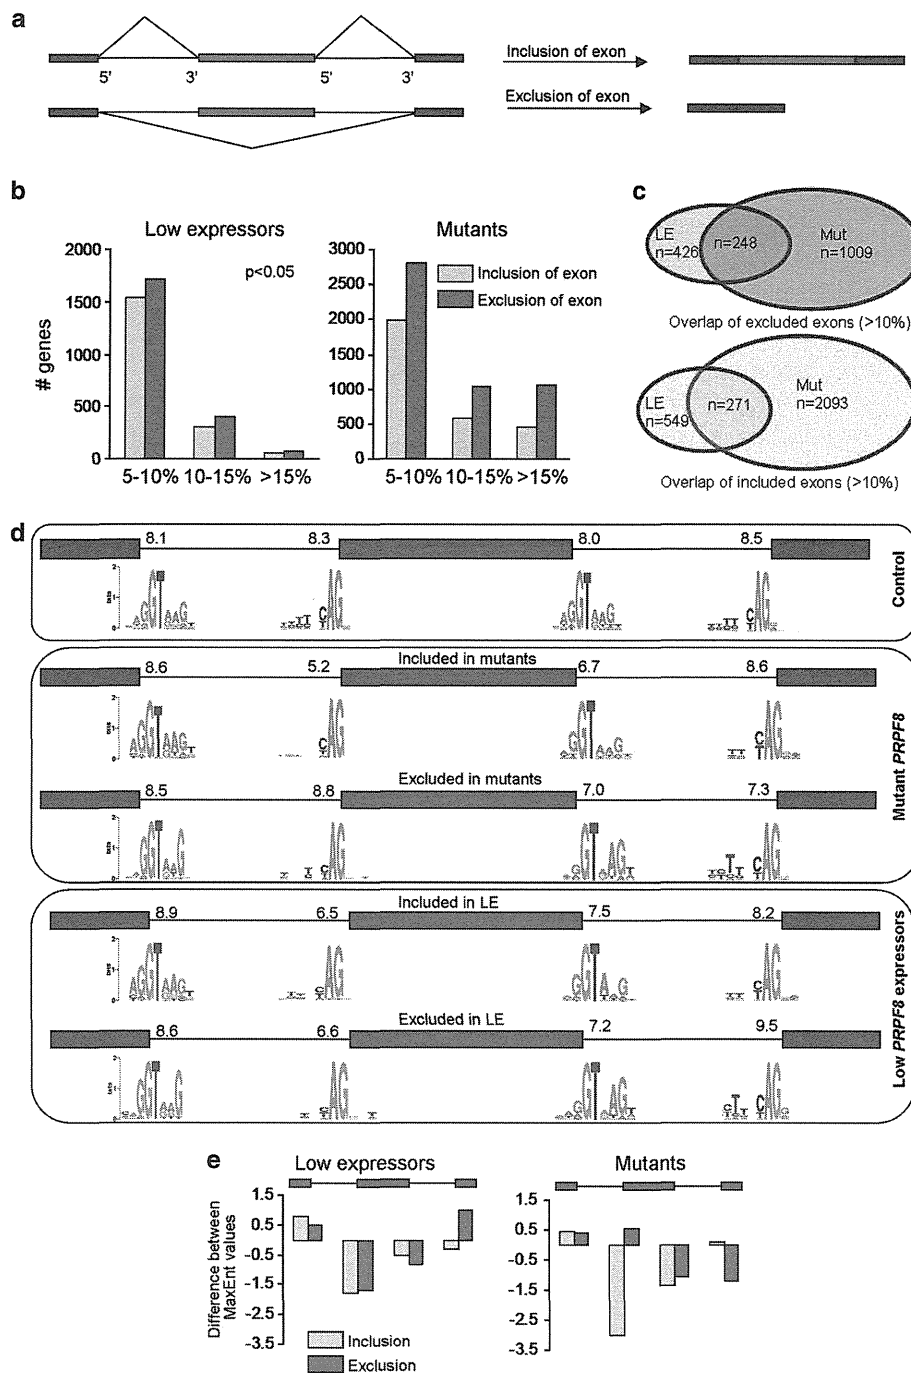 a
5' 3' 5' 3'
Inclusion of exon
Exclusion of exon
b
Low expressors
Mutants
# genes
2000
1500
1000
500
0
p<0.05
5-10% 10-15% >15%
3000
2500
2000
1500
1000
500
0
Inclusion of exon
Exclusion of exon
5-10% 10-15% >15%
c
LE
n=426
n=248
Mut
n=1009
Overlap of excluded exons (>10%)
LE
n=549
n=271
Mut
n=2093
Overlap of included exons (>10%)
d
8.1 8.3 8.0 8.5
Control
Included in mutants
8.6 5.2 6.7 8.6
Excluded in mutants
8.5 8.8 7.0 7.3
Mutant PRPF8
Included in LE
8.9 6.5 7.5 8.2
Excluded in LE
8.6 6.6 7.2 9.5
Low PRPF8 expressors
e
Low expressors
Mutants
Difference between
MaxEnt values
1.5
0.5
-0.5
-1.5
-2.5
-3.5
Inclusion
Exclusion
1.5
0.5
-0.5
-1.5
-2.5
-3.5